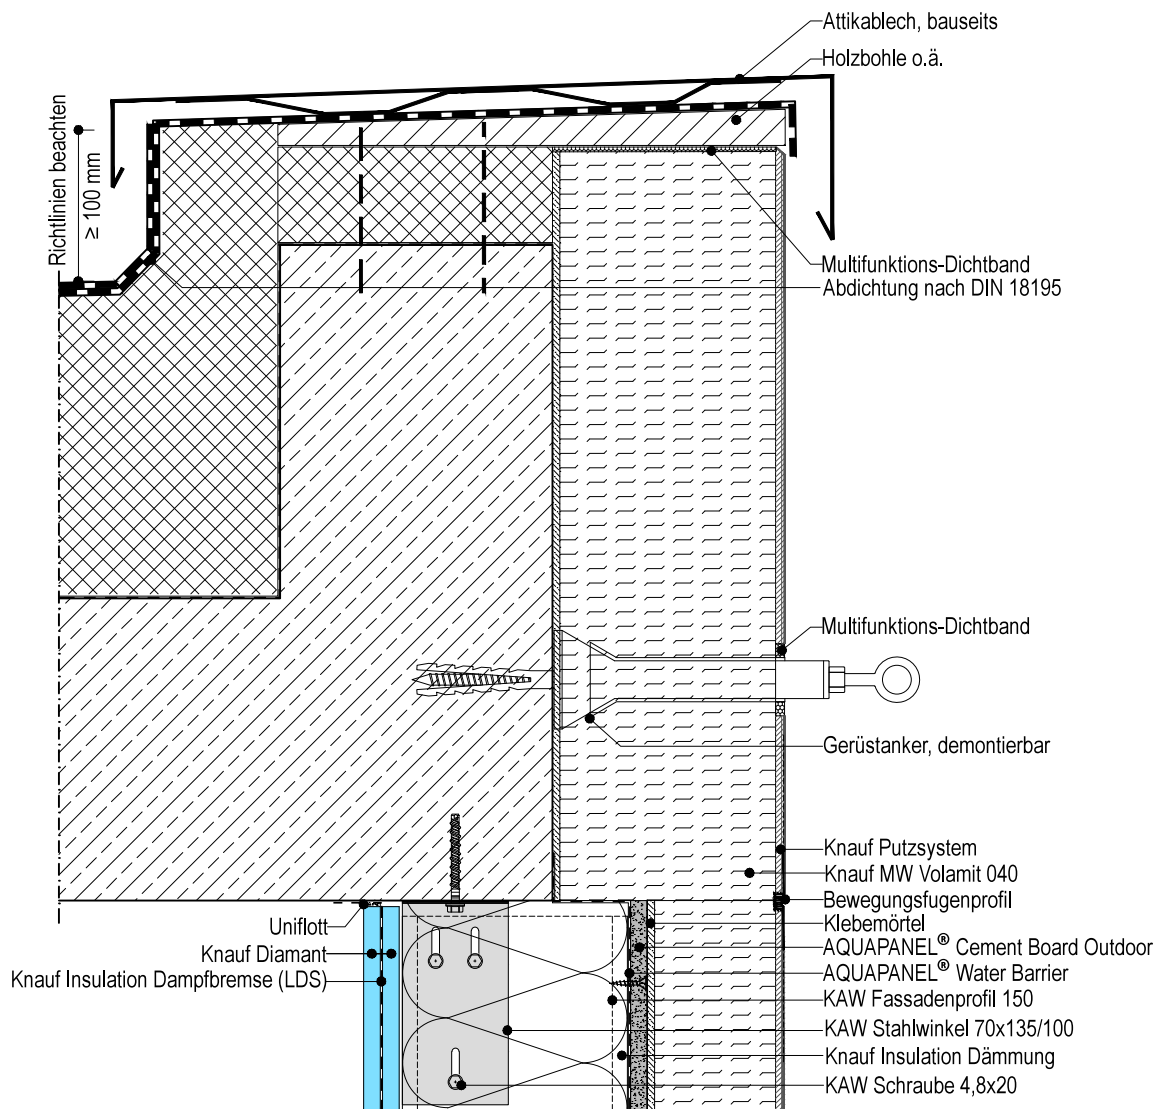 Attikablech, bauseits
Holzbohle o.ä.
Richtlinien beachten
≥ 100 mm
Multifunktions-Dichtband
Abdichtung nach DIN 18195
Multifunktions-Dichtband
Gerüstanker, demontierbar
Knauf Putzsystem
Knauf MW Volamit 040
Bewegungsfugenprofil
Klebemörtel
AQUAPANEL® Cement Board Outdoor
AQUAPANEL® Water Barrier
KAW Fassadenprofil 150
KAW Stahlwinkel 70x135/100
Knauf Insulation Dämmung
KAW Schraube 4,8x20
Uniflott
Knauf Diamant
Knauf Insulation Dampfbremse (LDS)